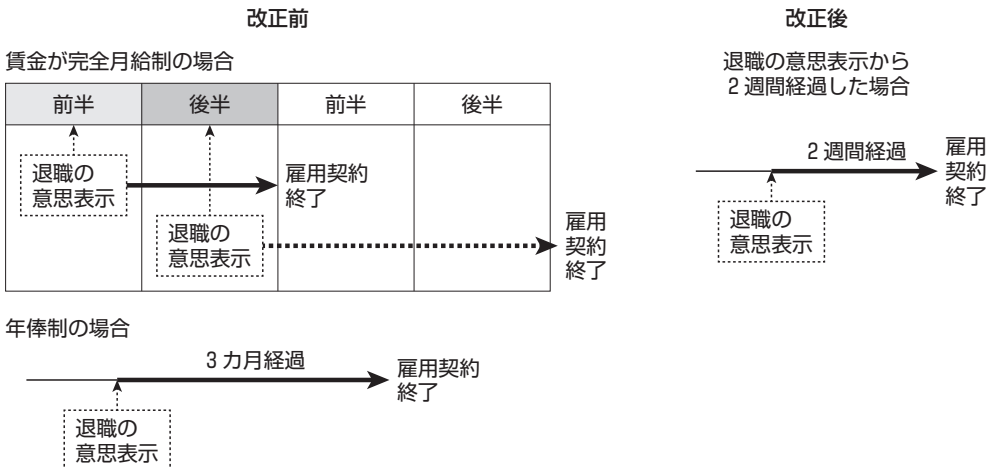 改正前
賃金が完全月給制の場合
前半
後半
前半
後半
退職の
意思表示
雇用契約
終了
退職の
意思表示
雇用
契約
終了
年俸制の場合
3カ月経過
雇用契約
終了
退職の
意思表示
改正後
退職の意思表示から
2週間経過した場合
2週間経過
雇用
契約
終了
退職の
意思表示